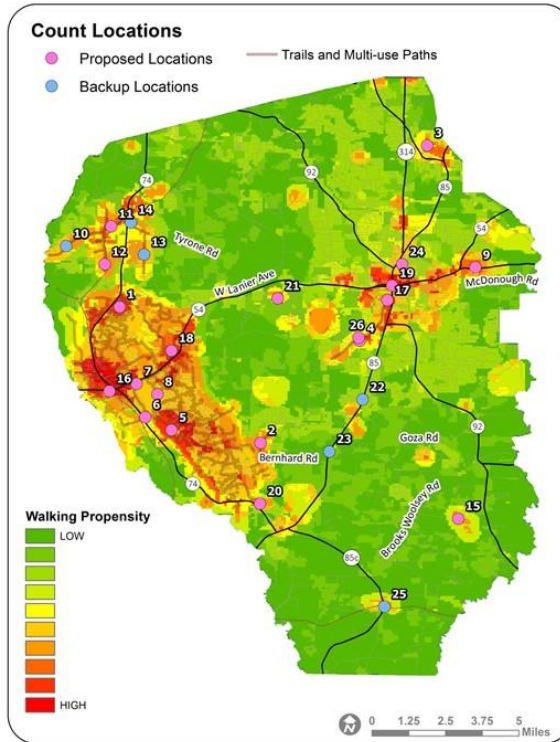 Count Locations
Proposed Locations
Trails and Multi-use Paths
Backup Locations
3
314
92
74
85
11
14
54
10
13
Tyrone Rd
12
24
9
19
McDonough Rd
W Lanier Ave
21
17
1
54
26
4
18
85
7
16
8
22
6
5
92
2
Goza Rd
23
Bernhard Rd
74
20
Brooks Woolsey Rd
15
85c
25
Walking Propensity
LOW
HIGH
N
0 1.25 2.5 3.75 5
Miles